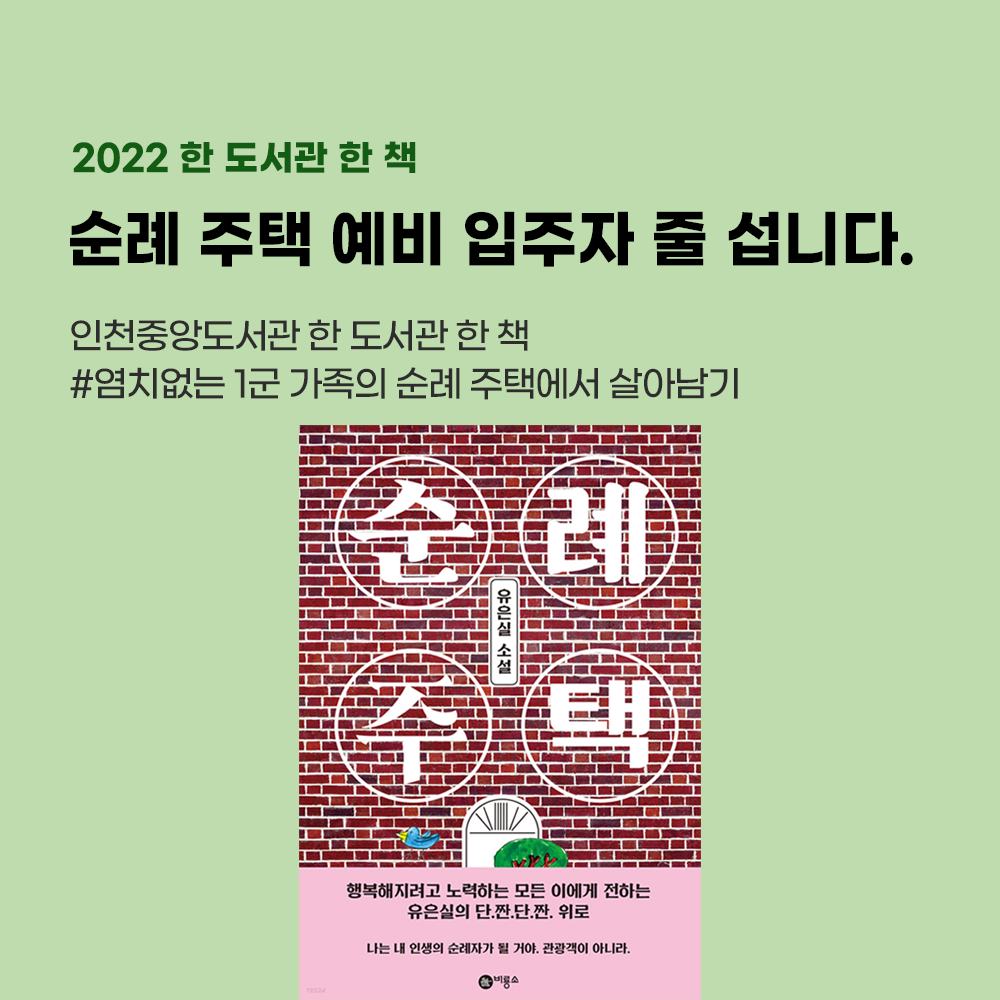 2022 한 도서관 한 책
순례 주택 예비 입주자 줄 섭니다.
인천중앙도서관 한 도서관 한 책
#염치없는 1군 가족의 순례 주택에서 살아남기
순례
유은실 소설
주택
행복해지려고 노력하는 모든 이에게 전하는
유은실의 단.짠.단.짠. 위로
나는 내 인생의 순례자가 될 거야. 관광객이 아니라.
비룡소
YES24